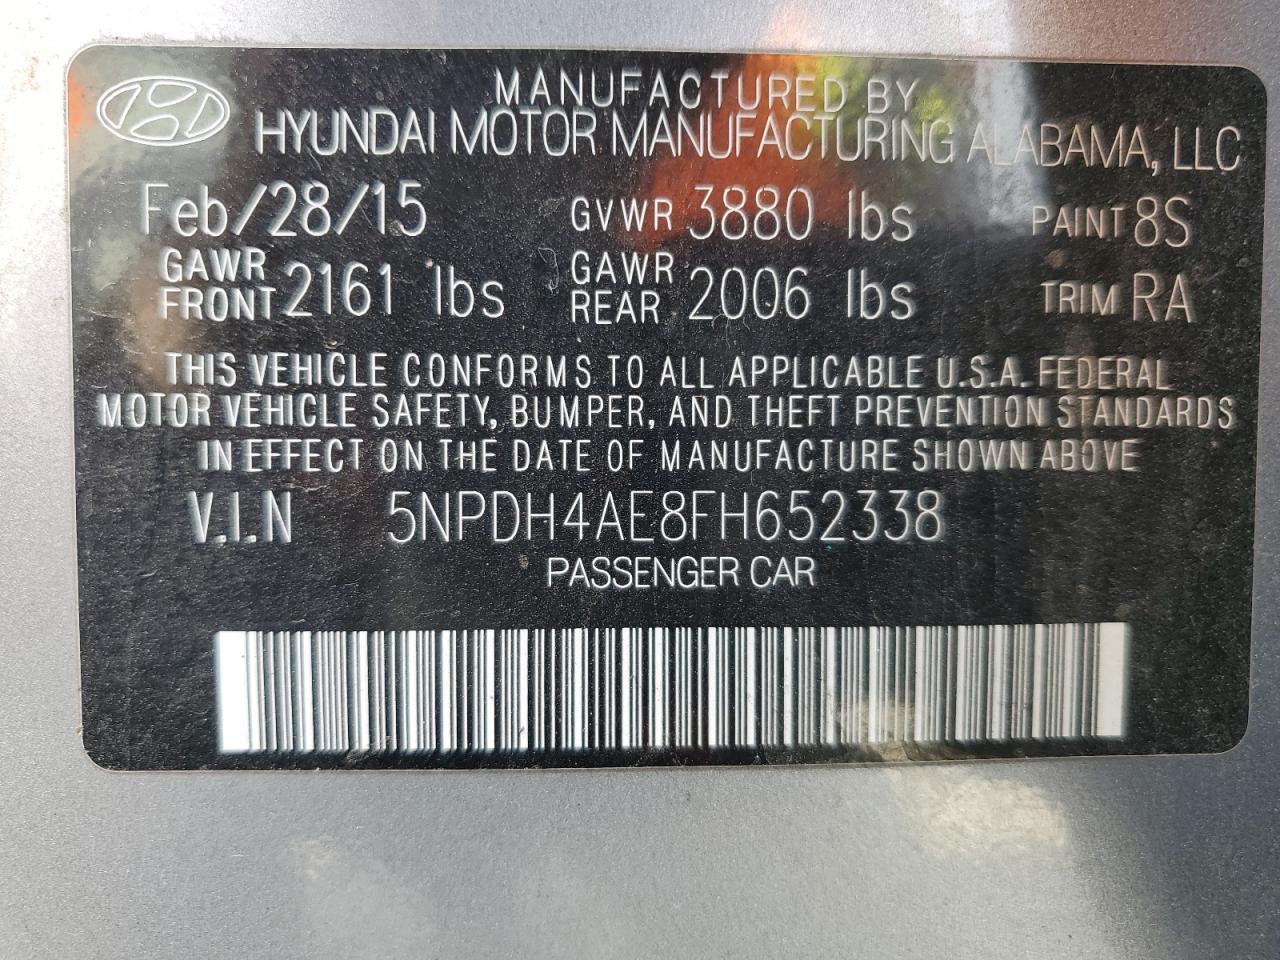 MANUFACTURED BY
HYUNDAI MOTOR MANUFACTURING ALABAMA, LLC
Feb/28/15 GVWR 3880 lbs PAINT 8S
GAWR FRONT 2161 lbs GAWR REAR 2006 lbs TRIM RA
THIS VEHICLE CONFORMS TO ALL APPLICABLE U.S.A. FEDERAL
MOTOR VEHICLE SAFETY, BUMPER, AND THEFT PREVENTION STANDARDS
IN EFFECT ON THE DATE OF MANUFACTURE SHOWN ABOVE
V.I.N 5NPDH4AE8FH652338
PASSENGER CAR